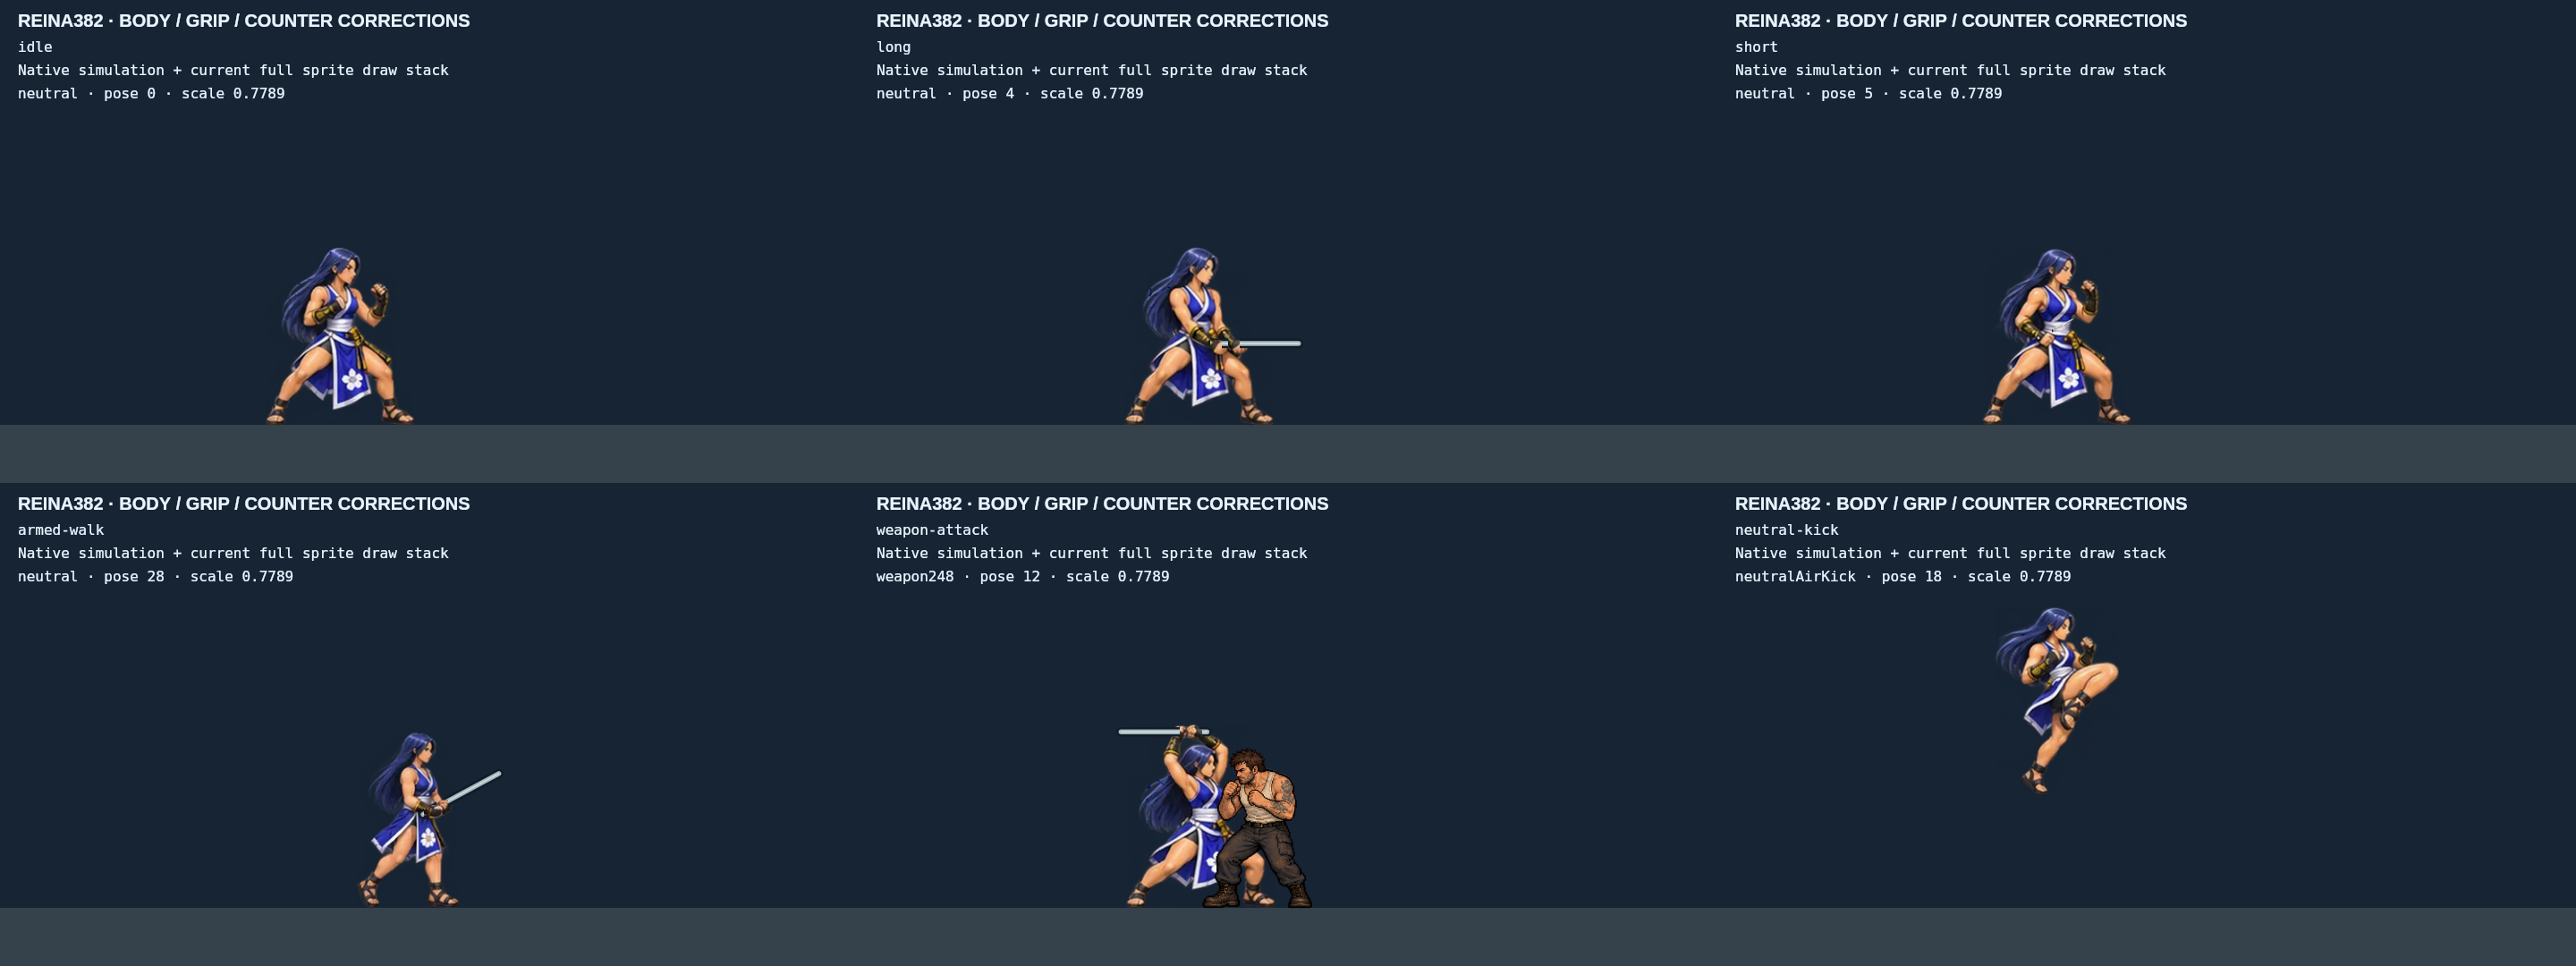 REINA382 · BODY / GRIP / COUNTER CORRECTIONS
idle
Native simulation + current full sprite draw stack
neutral · pose 0 · scale 0.7789
REINA382 · BODY / GRIP / COUNTER CORRECTIONS
long
Native simulation + current full sprite draw stack
neutral · pose 4 · scale 0.7789
REINA382 · BODY / GRIP / COUNTER CORRECTIONS
short
Native simulation + current full sprite draw stack
neutral · pose 5 · scale 0.7789
REINA382 · BODY / GRIP / COUNTER CORRECTIONS
armed-walk
Native simulation + current full sprite draw stack
neutral · pose 28 · scale 0.7789
REINA382 · BODY / GRIP / COUNTER CORRECTIONS
weapon-attack
Native simulation + current full sprite draw stack
weapon248 · pose 12 · scale 0.7789
REINA382 · BODY / GRIP / COUNTER CORRECTIONS
neutral-kick
Native simulation + current full sprite draw stack
neutralAirKick · pose 18 · scale 0.7789